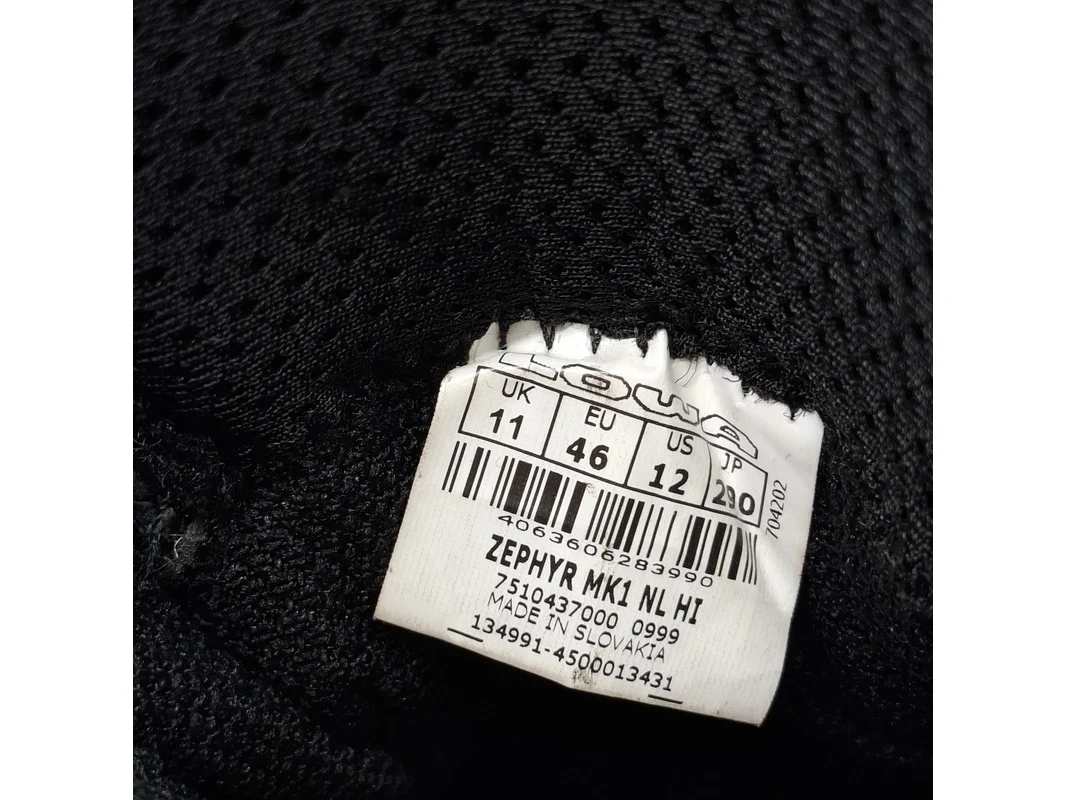 LOWA
UK EU US JP
11 46 12 290
704202
4063606283990
ZEPHYR MK1 NL HI
7510437000 0999
MADE IN SLOVAKIA
134991-4500013431